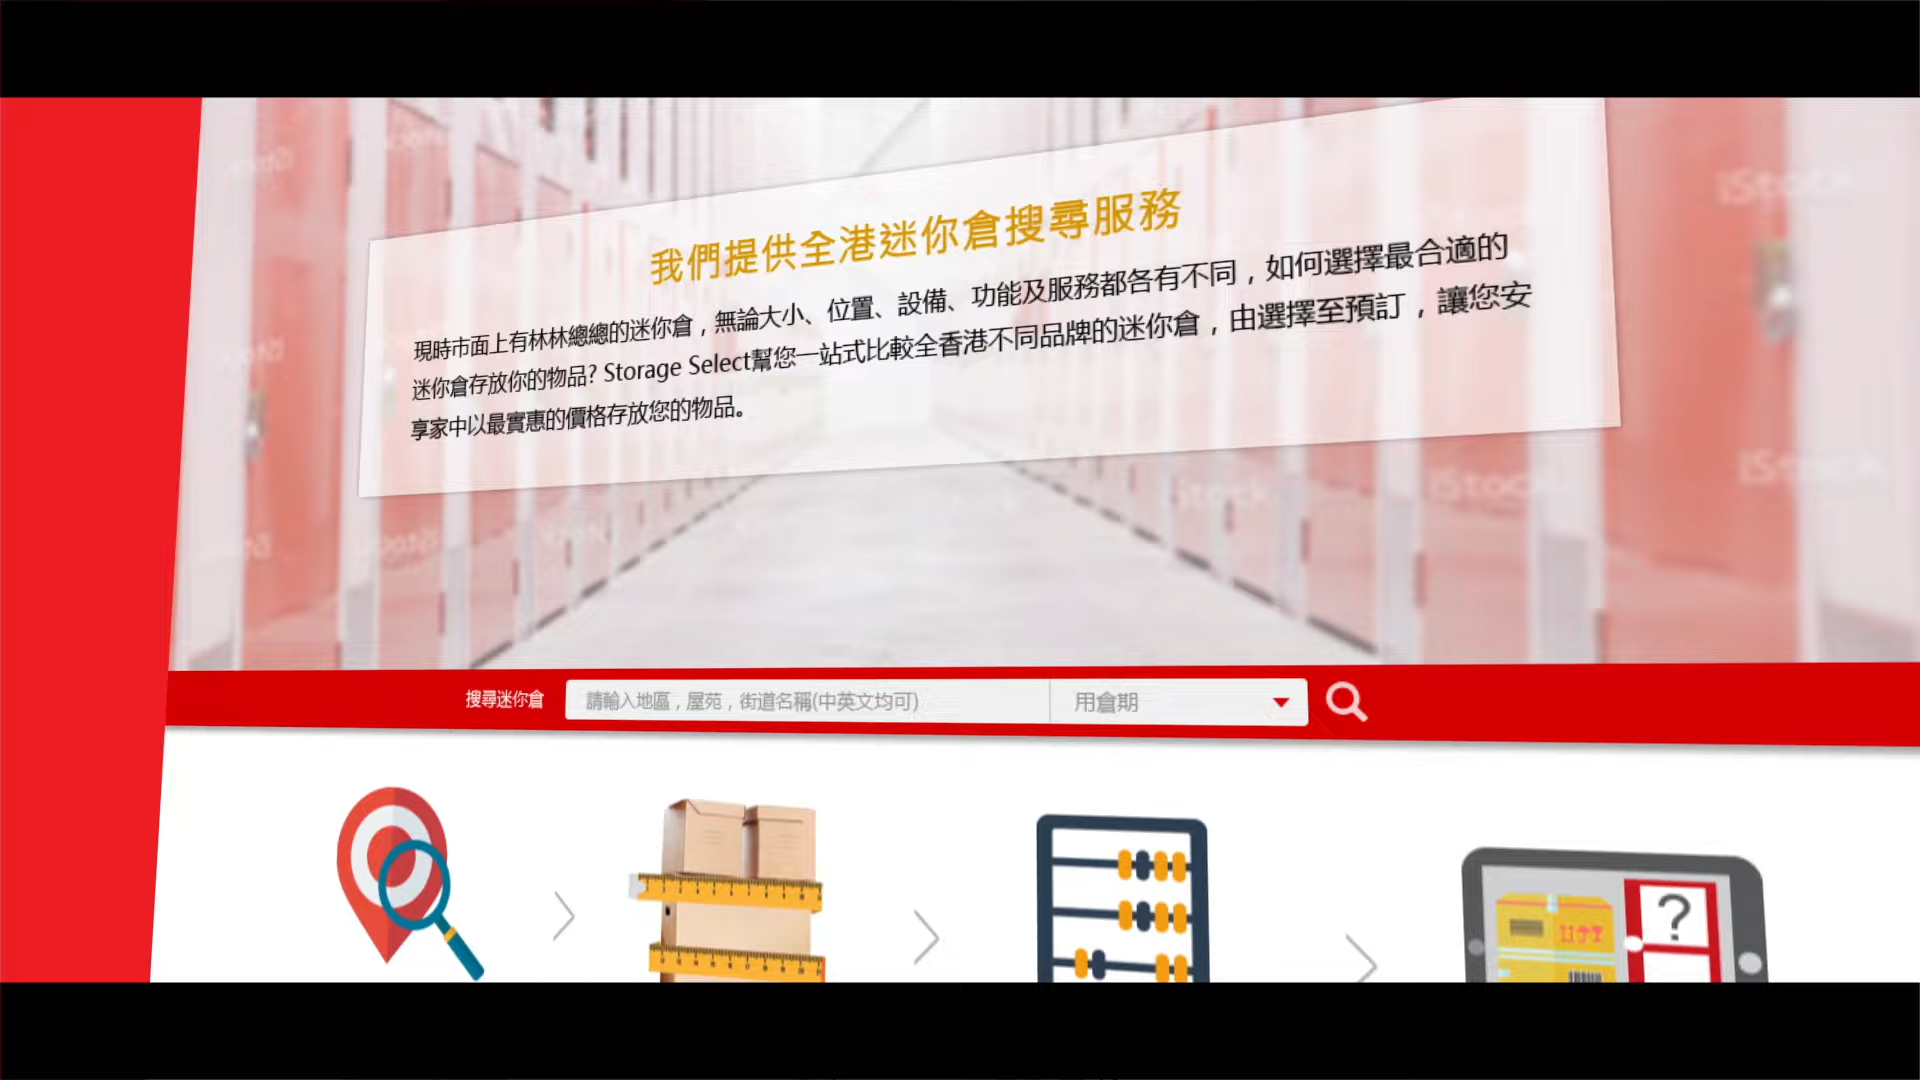 我們提供全港迷你倉搜尋服務
現時市面上有林林總總的迷你倉，無論大小、位置、設備、功能及服務都各有不同，如何選擇最合適的
迷你倉存放你的物品? Storage Select幫您一站式比較全香港不同品牌的迷你倉，由選擇至預訂，讓您安
享家中以最實惠的價格存放您的物品。
iStock
iStock
iStock
iStock
搜尋迷你倉
請輸入地區，屋苑，街道名稱(中英文均可)
用倉期
?